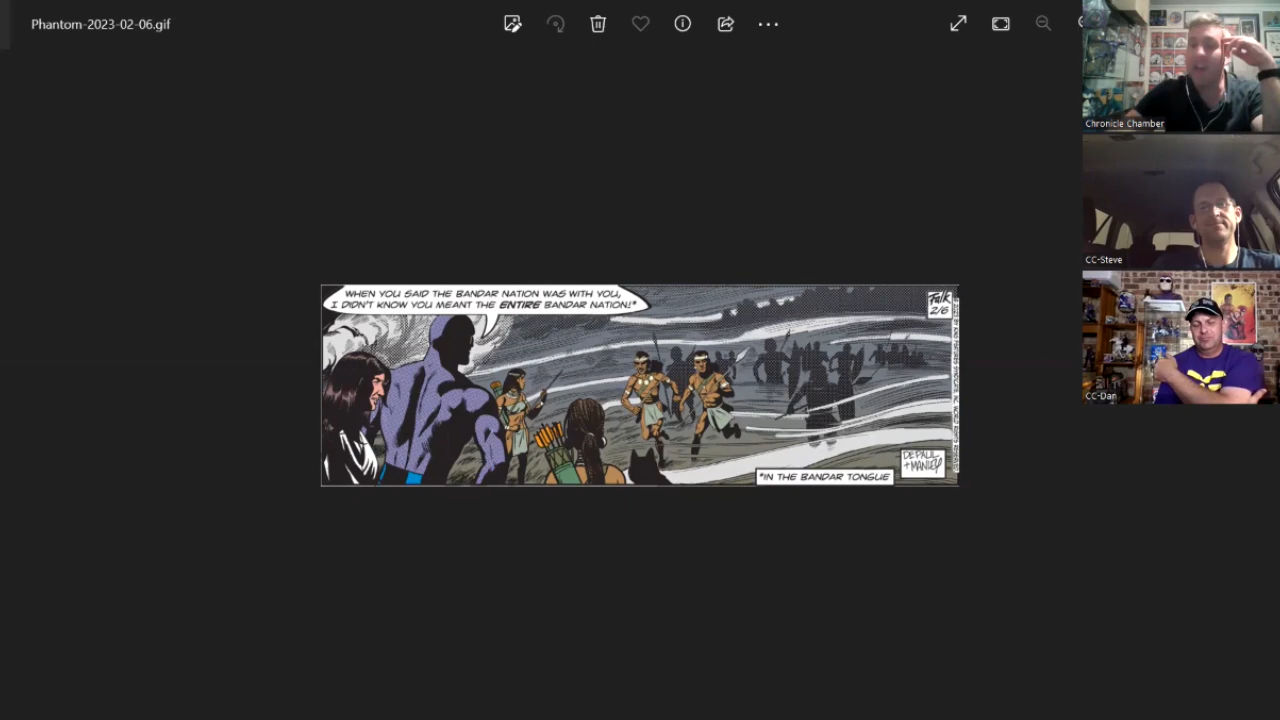 Phantom-2023-02-06.gif
Chronicle Chamber
CC-Steve
CC-Dan
WHEN YOU SAID THE BANDAR NATION WAS WITH YOU,
I DIDN'T KNOW YOU MEANT THE ENTIRE BANDAR NATION!*
Falk
2/6
DEPAUL
+MANLEY
*IN THE BANDAR TONGUE